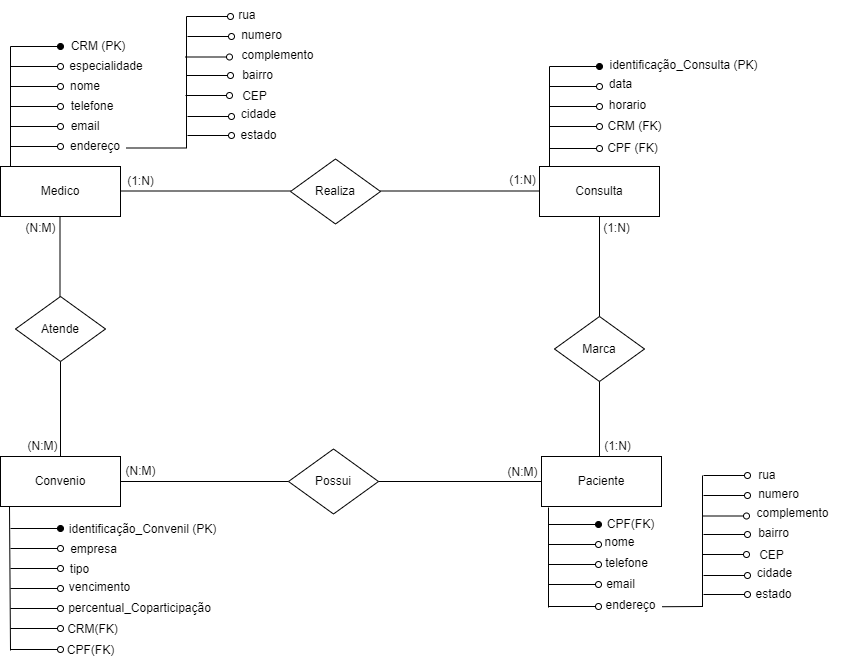 CRM (PK)
especialidade
nome
telefone
email
endereço
rua
numero
complemento
bairro
CEP
cidade
estado
identificação_Consulta (PK)
data
horario
CRM (FK)
CPF (FK)
Medico
(1:N)
Realiza
(1:N)
Consulta
(N:M)
(1:N)
Atende
Marca
(N:M)
(1:N)
Convenio
(N:M)
Possui
(N:M)
Paciente
identificação_Convenil (PK)
empresa
tipo
vencimento
percentual_Coparticipação
CRM(FK)
CPF(FK)
CPF(FK)
nome
telefone
email
endereço
rua
numero
complemento
bairro
CEP
cidade
estado